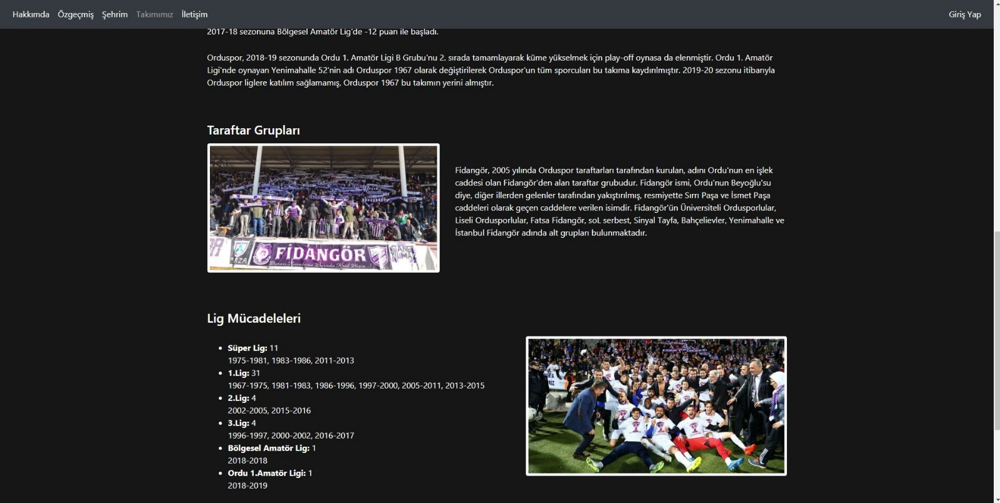 Hakkımda Özgeçmiş Şehrim Takımımız İletişim Giriş Yap
2017-18 sezonuna Bölgesel Amatör Lig'de -12 puan ile başladı.
Orduspor, 2018-19 sezonunda Ordu 1. Amatör Ligi B Grubu'nu 2. sırada tamamlayarak küme yükselmek için play-off oynasa da elenmiştir. Ordu 1. Amatör
Ligi'nde oynayan Yenimahalle 52'nin adı Orduspor 1967 olarak değiştirilerek Orduspor'un tüm sporcuları bu takıma kaydırılmıştır. 2019-20 sezonu itibarıyla
Orduspor liglere katılım sağlamamış, Orduspor 1967 bu takımın yerini almıştır.
Taraftar Grupları
Fidangör, 2005 yılında Orduspor taraftarları tarafından kurulan, adını Ordu'nun en işlek
caddesi olan Fidangör'den alan taraftar grubudur. Fidangör ismi, Ordu'nun Beyoğlu'su
diye, diğer illerden gelenler tarafından yakıştırılmış, resmiyette Sırrı Paşa ve İsmet Paşa
caddeleri olarak geçen caddelere verilen isimdir. Fidangör'ün Üniversiteli Ordusporlular,
Liseli Ordusporlular, Fatsa Fidangör, soL serbest, Sinyal Tayfa, Bahçelievler, Yenimahalle ve
İstanbul Fidangör adında alt grupları bulunmaktadır.
FİDANGÖR
Burası Karadeniz Burada Kral Biziz...!
CANER
YILMAZ
Lig Mücadeleleri
Süper Lig: 11
1975-1981, 1983-1986, 2011-2013
1.Lig: 31
1967-1975, 1981-1983, 1986-1996, 1997-2000, 2005-2011, 2013-2015
2.Lig: 4
2002-2005, 2015-2016
3.Lig: 4
1996-1997, 2000-2002, 2016-2017
Bölgesel Amatör Lig: 1
2018-2018
Ordu 1.Amatör Ligi: 1
2018-2019